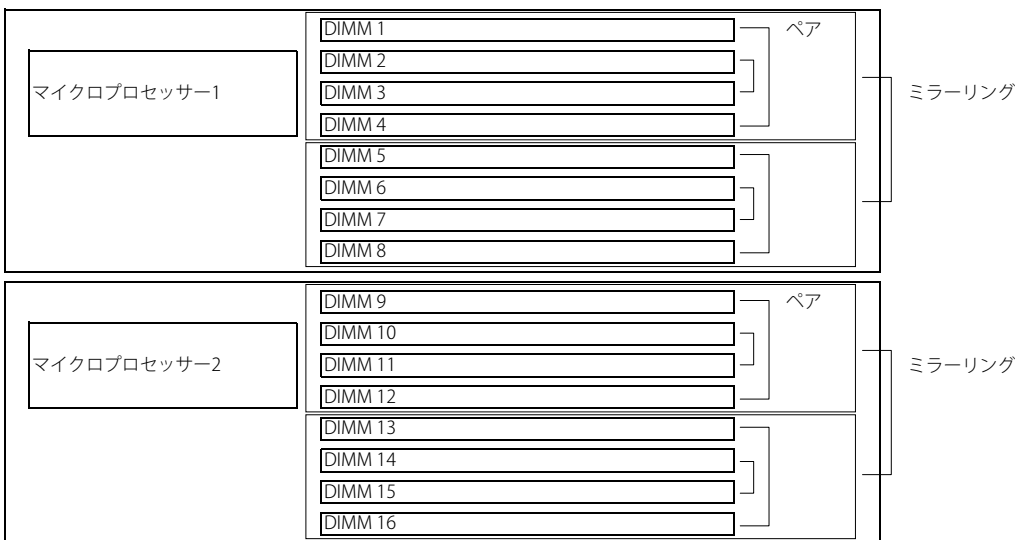 DIMM 1
ペア
DIMM 2
マイクロプロセッサー1
DIMM 3
ミラーリング
DIMM 4
DIMM 5
DIMM 6
DIMM 7
DIMM 8
DIMM 9
ペア
DIMM 10
マイクロプロセッサー2
DIMM 11
ミラーリング
DIMM 12
DIMM 13
DIMM 14
DIMM 15
DIMM 16